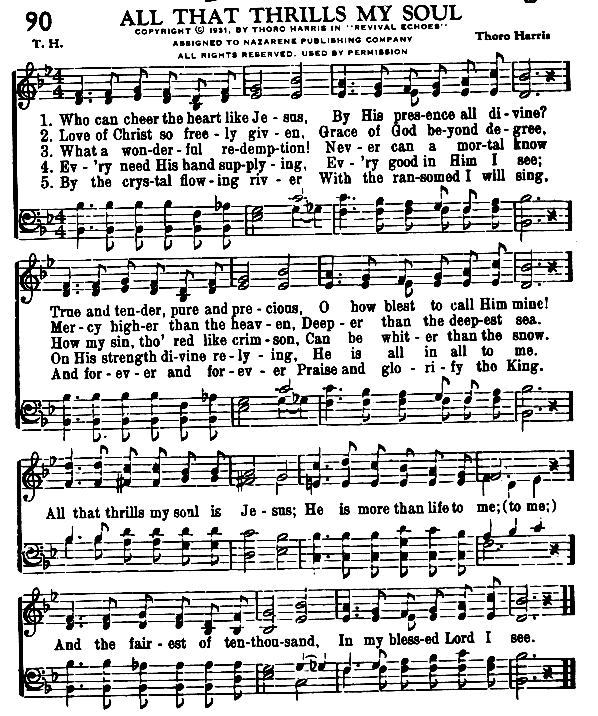 90
ALL THAT THRILLS MY SOUL
COPYRIGHT © 1931, BY THORO HARRIS IN "REVIVAL ECHOES"
T. H.
ASSIGNED TO NAZARENE PUBLISHING COMPANY
Thoro Harris
ALL RIGHTS RESERVED. USED BY PERMISSION
1. Who can cheer the heart like Je - sus, By His pres-ence all di - vine?
2. Love of Christ so free - ly giv - en, Grace of God be-yond de-gree,
3. What a won-der-ful re-demp-tion! Nev - er can a mor-tal know
4. Ev - 'ry need His hand sup-ply - ing, Ev - 'ry good in Him I see;
5. By the crys-tal flow-ing riv - er With the ran-somed I will sing,
True and ten-der, pure and pre - cious, O how blest to call Him mine!
Mer - cy high-er than the heav - en, Deep - er than the deep-est sea.
How my sin, tho' red like crim - son, Can be whit - er than the snow.
On His strength di-vine re - ly - ing, He is all in all to me.
And for - ev - er and for - ev - er Praise and glo - ri - fy the King.
All that thrills my soul is Je - sus; He is more than life to me; (to me;)
And the fair - est of ten-thou-sand, In my bless-ed Lord I see.